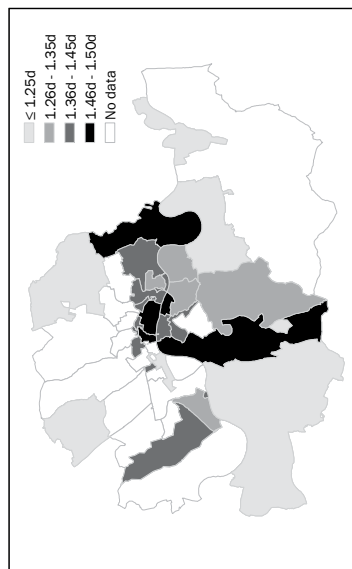 ≤ 1.25d
1.26d - 1.35d
1.36d - 1.45d
1.46d - 1.50d
No data